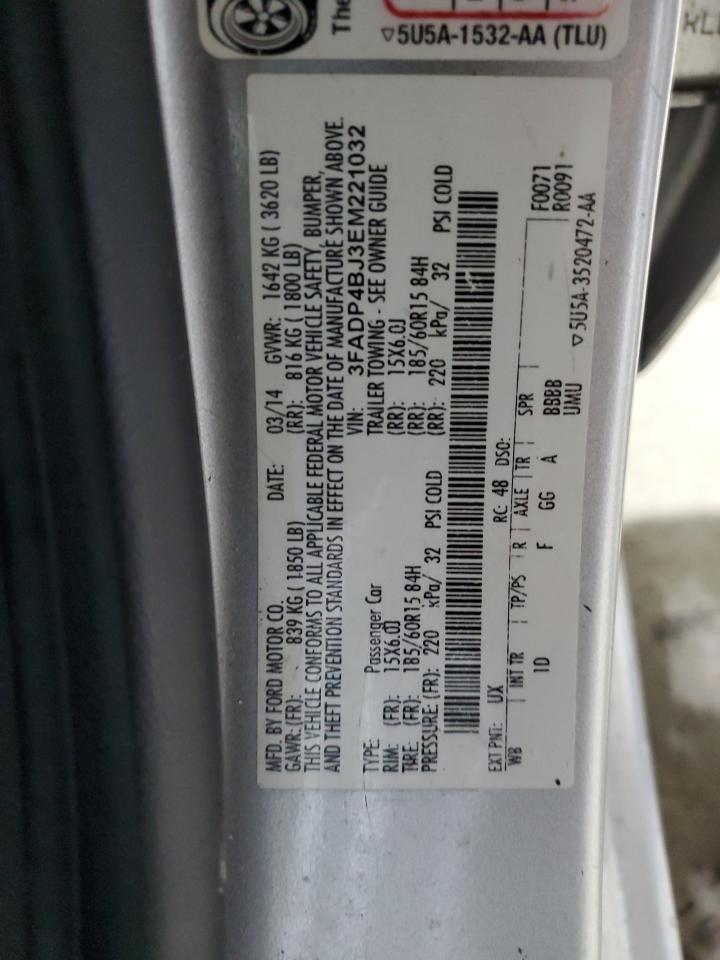 The
▽5U5A-1532-AA (TLU)
MFD. BY FORD MOTOR CO. DATE: 03/14 GVWR: 1642 KG ( 3620 LB)
GAWR: (FR): 839 KG ( 1850 LB) (RR): 816 KG ( 1800 LB)
THIS VEHICLE CONFORMS TO ALL APPLICABLE FEDERAL MOTOR VEHICLE SAFETY, BUMPER,
AND THEFT PREVENTION STANDARDS IN EFFECT ON THE DATE OF MANUFACTURE SHOWN ABOVE.
VIN: 3FADP4BJ3EM221032
TYPE: Passenger Car TRAILER TOWING - SEE OWNER GUIDE
RIM: (FR): 15X6.0J (RR): 15X6.0J
TIRE: (FR): 185/60R15 84H (RR): 185/60R15 84H
PRESSURE: (FR): 220 kPa/ 32 PSI COLD (RR): 220 kPa/ 32 PSI COLD
EXT PNT: UX RC: 48 DSO:
WB INT TR TP/PS R AXLE TR SPR F0071
1D F GG A BBBB R0091
UMU
▽5U5A-3520472-AA